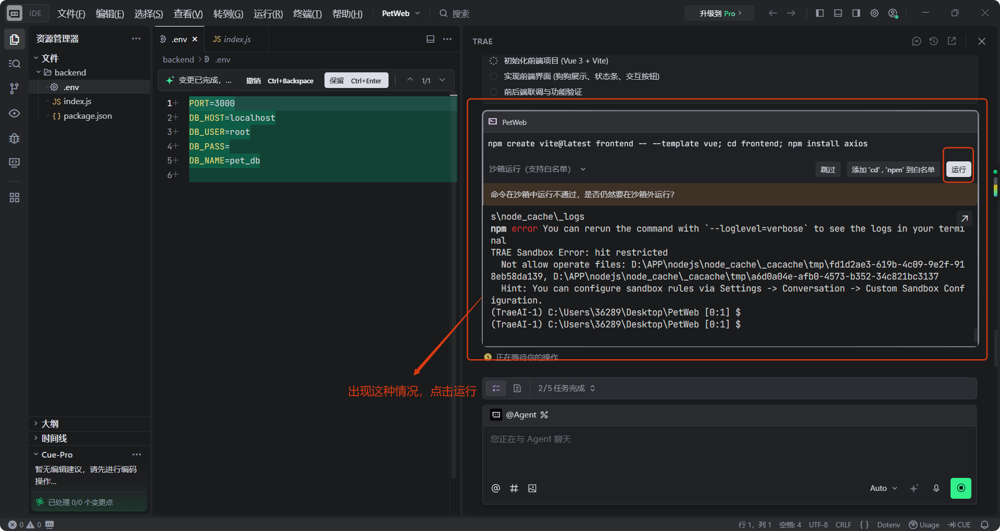 IDE 文件(F) 编辑(E) 选择(S) 查看(V) 转到(G) 运行(R) 终端(T) 帮助(H) PetWeb 搜索 升级到 Pro
资源管理器
文件
backend
.env
JS index.js
{} package.json
大纲
时间线
Cue-Pro
暂无编辑建议，请先进行编码
操作...
已处理 0/0 个变更点
.env
JS index.js
backend > .env
变更已完成，... 撤销 Ctrl+Backspace 保留 Ctrl+Enter 1/1
1+ PORT=3000
2+ DB_HOST=localhost
3+ DB_USER=root
4+ DB_PASS=
5+ DB_NAME=pet_db
6+
出现这种情况，点击运行
TRAE
初始化前端项目 (Vue 3 + Vite)
实现前端界面 (狗狗展示、状态条、交互按钮)
前后端联调与功能验证
PetWeb
npm create vite@latest frontend -- --template vue; cd frontend; npm install axios
沙箱运行（支持白名单） 跳过 添加 'cd' , 'npm' 到白名单 运行
命令在沙箱中运行不通过，是否仍然要在沙箱外运行?
s\node_cache\_logs
npm error You can rerun the command with `--loglevel=verbose` to see the logs in your termi
nal
TRAE Sandbox Error: hit restricted
Not allow operate files: D:\APP\nodejs\node_cache\_cacache\tmp\fd1d2ae3-619b-4c09-9e2f-91
8eb58da139, D:\APP\nodejs\node_cache\_cacache\tmp\a6d0a04e-afb0-4573-b352-34c821bc3137
Hint: You can configure sandbox rules via Settings -> Conversation -> Custom Sandbox Conf
iguration.
(TraeAI-1) C:\Users\36289\Desktop\PetWeb [0:1] $
(TraeAI-1) C:\Users\36289\Desktop\PetWeb [0:1] $
正在等待你的操作
2/5 任务完成
@Agent
您正在与 Agent 聊天
Auto
0 0 行 1，列 1 空格: 4 UTF-8 CRLF {} Dotenv Usage CUE